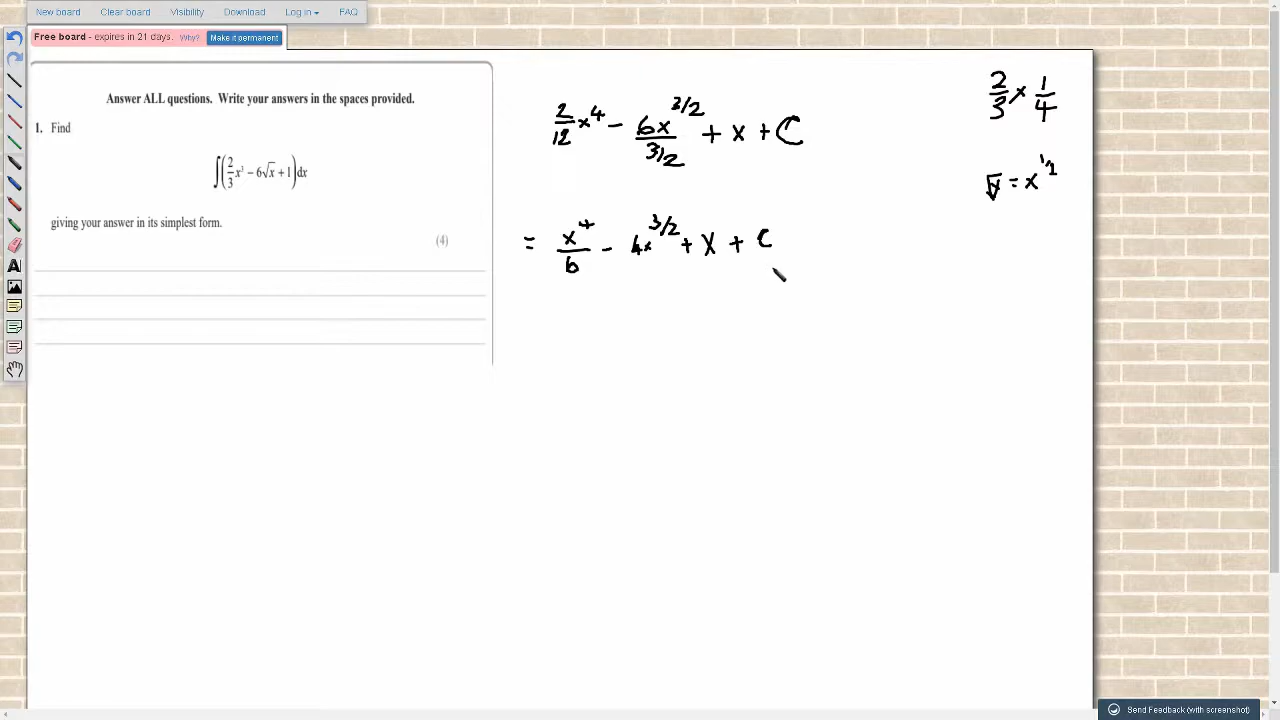 New board Clear board Visibility Download Log in FAQ
Free board - expires in 21 days. Why? Make it permanent
Answer ALL questions. Write your answers in the spaces provided.
1. Find
∫(2/3 x³ − 6√x + 1)dx
giving your answer in its simplest form.
(4)
A
2/12 x⁴ − 6x^3/2 / 3/2 + x + C
= x⁴/6 − 4x^3/2 + x + C
2/3 × 1/4
√x = x^1/2
Send Feedback (with screenshot)